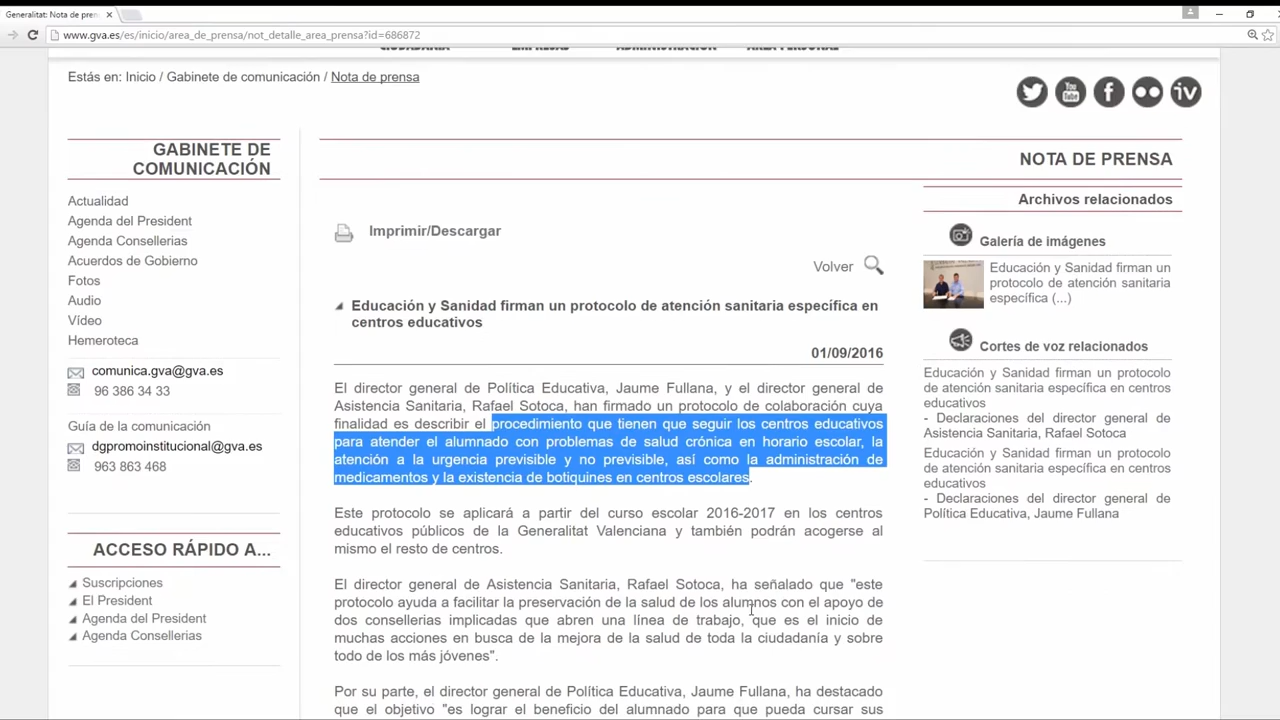 Generalitat: Nota de pren
www.gva.es/es/inicio/area_de_prensa/not_detalle_area_prensa?id=686872
CIUDADANÍA EMPRESAS ADMINISTRACIÓN ÁREA PERSONAL
Estás en: Inicio / Gabinete de comunicación / Nota de prensa
You
Tube
GABINETE DE
COMUNICACIÓN
Actualidad
Agenda del President
Agenda Consellerias
Acuerdos de Gobierno
Fotos
Audio
Vídeo
Hemeroteca
comunica.gva@gva.es
96 386 34 33
Guía de la comunicación
dgpromoinstitucional@gva.es
963 863 468
ACCESO RÁPIDO A...
Suscripciones
El President
Agenda del President
Agenda Consellerias
NOTA DE PRENSA
Imprimir/Descargar
Volver
Educación y Sanidad firman un protocolo de atención sanitaria específica en
centros educativos
01/09/2016
El director general de Política Educativa, Jaume Fullana, y el director general de
Asistencia Sanitaria, Rafael Sotoca, han firmado un protocolo de colaboración cuya
finalidad es describir el procedimiento que tienen que seguir los centros educativos
para atender el alumnado con problemas de salud crónica en horario escolar, la
atención a la urgencia previsible y no previsible, así como la administración de
medicamentos y la existencia de botiquines en centros escolares.
Este protocolo se aplicará a partir del curso escolar 2016-2017 en los centros
educativos públicos de la Generalitat Valenciana y también podrán acogerse al
mismo el resto de centros.
El director general de Asistencia Sanitaria, Rafael Sotoca, ha señalado que "este
protocolo ayuda a facilitar la preservación de la salud de los alumnos con el apoyo de
dos consellerias implicadas que abren una línea de trabajo, que es el inicio de
muchas acciones en busca de la mejora de la salud de toda la ciudadanía y sobre
todo de los más jóvenes".
Por su parte, el director general de Política Educativa, Jaume Fullana, ha destacado
que el objetivo "es lograr el beneficio del alumnado para que pueda cursar sus
Archivos relacionados
Galería de imágenes
Educación y Sanidad firman un
protocolo de atención sanitaria
específica (...)
Cortes de voz relacionados
Educación y Sanidad firman un protocolo
de atención sanitaria específica en centros
educativos
- Declaraciones del director general de
Asistencia Sanitaria, Rafael Sotoca
Educación y Sanidad firman un protocolo
de atención sanitaria específica en centros
educativos
- Declaraciones del director general de
Política Educativa, Jaume Fullana